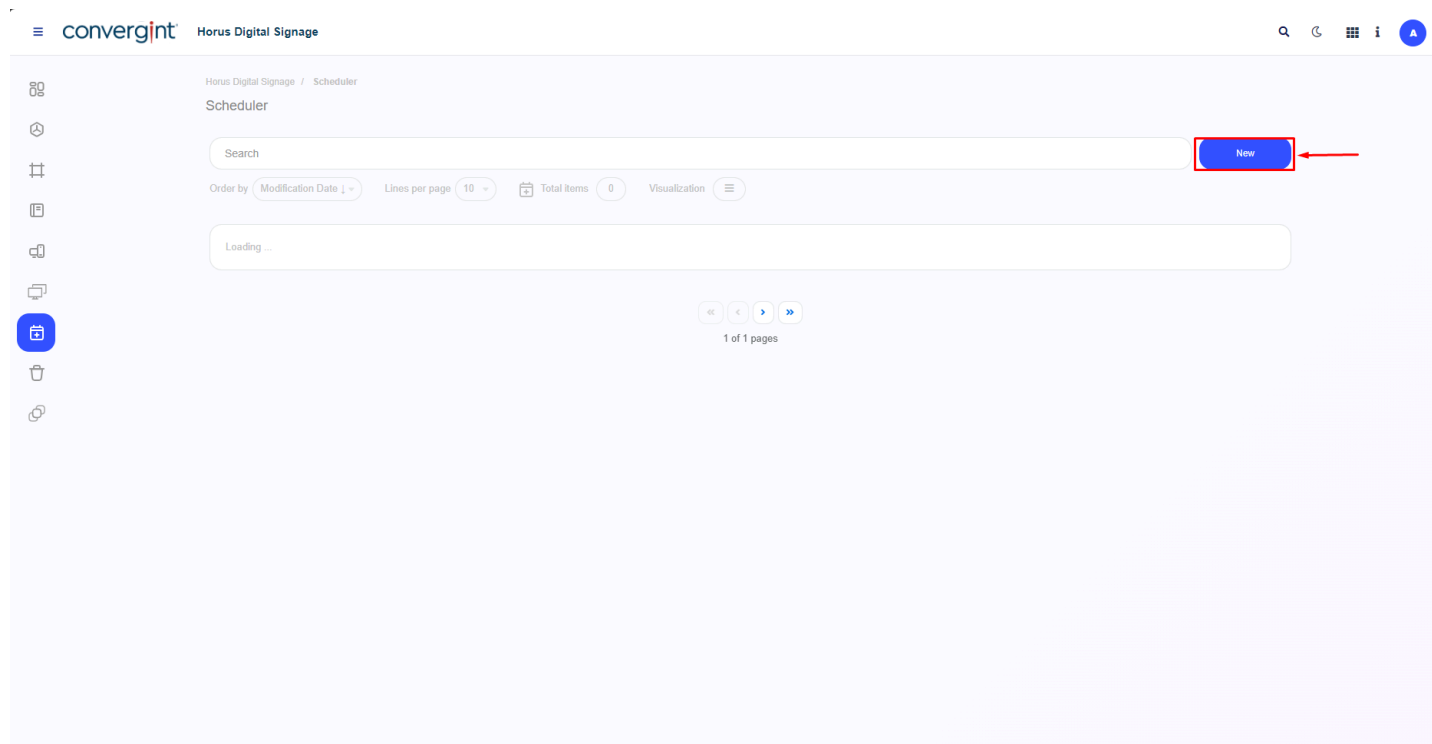 convergint Horus Digital Signage
A
Horus Digital Signage / Scheduler
Scheduler
Search
New
Order by Modification Date ↓ Lines per page 10 Total items 0 Visualization
Loading ...
« ‹ › »
1 of 1 pages